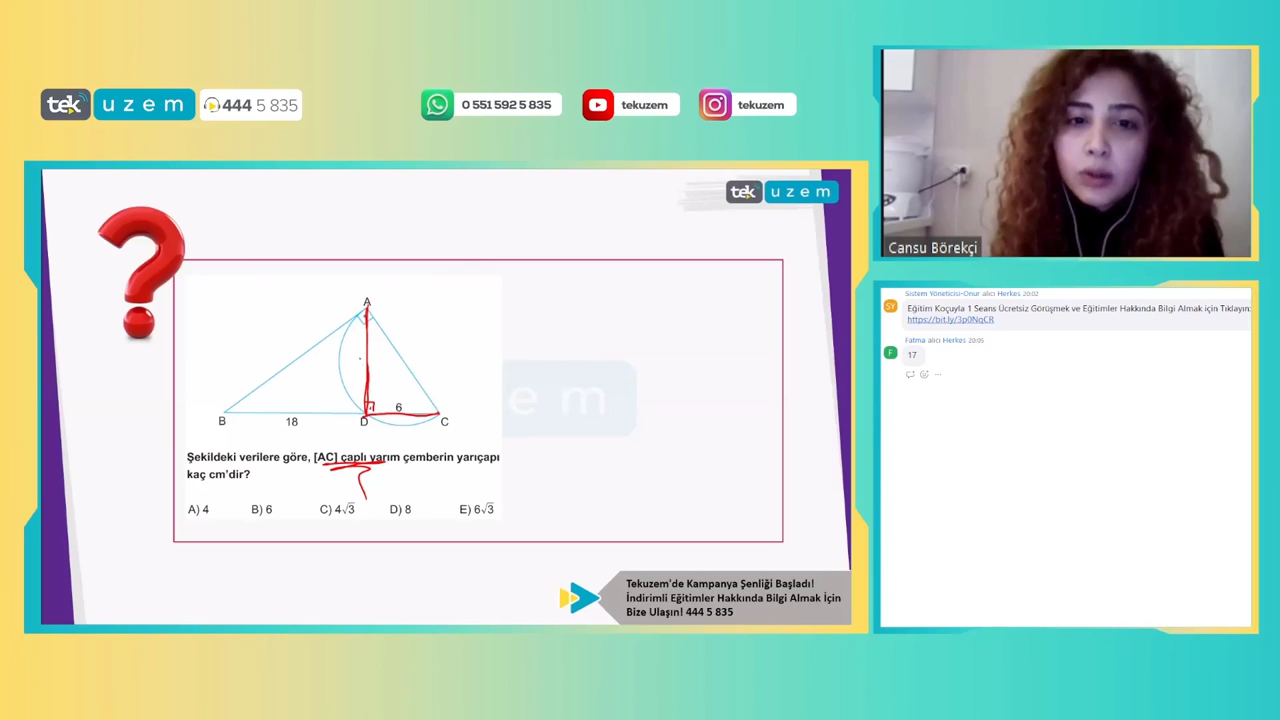 tek uzem 444 5 835
0 551 592 5 835
tekuzem
tekuzem
tek uzem
A
B
18
D
6
C
Şekildeki verilere göre, [AC] çaplı yarım çemberin yarıçapı
kaç cm'dir?
A) 4 B) 6 C) 4√3 D) 8 E) 6√3
Tekuzem'de Kampanya Şenliği Başladı!
İndirimli Eğitimler Hakkında Bilgi Almak İçin
Bize Ulaşın! 444 5 835
Cansu Börekçi
Sistem Yöneticisi-Onur alıcı Herkes 20:02
SY
Eğitim Koçuyla 1 Seans Ücretsiz Görüşmek ve Eğitimler Hakkında Bilgi Almak için Tıklayın:
https://bit.ly/3p0NqCR
Fatma alıcı Herkes 20:05
F
17